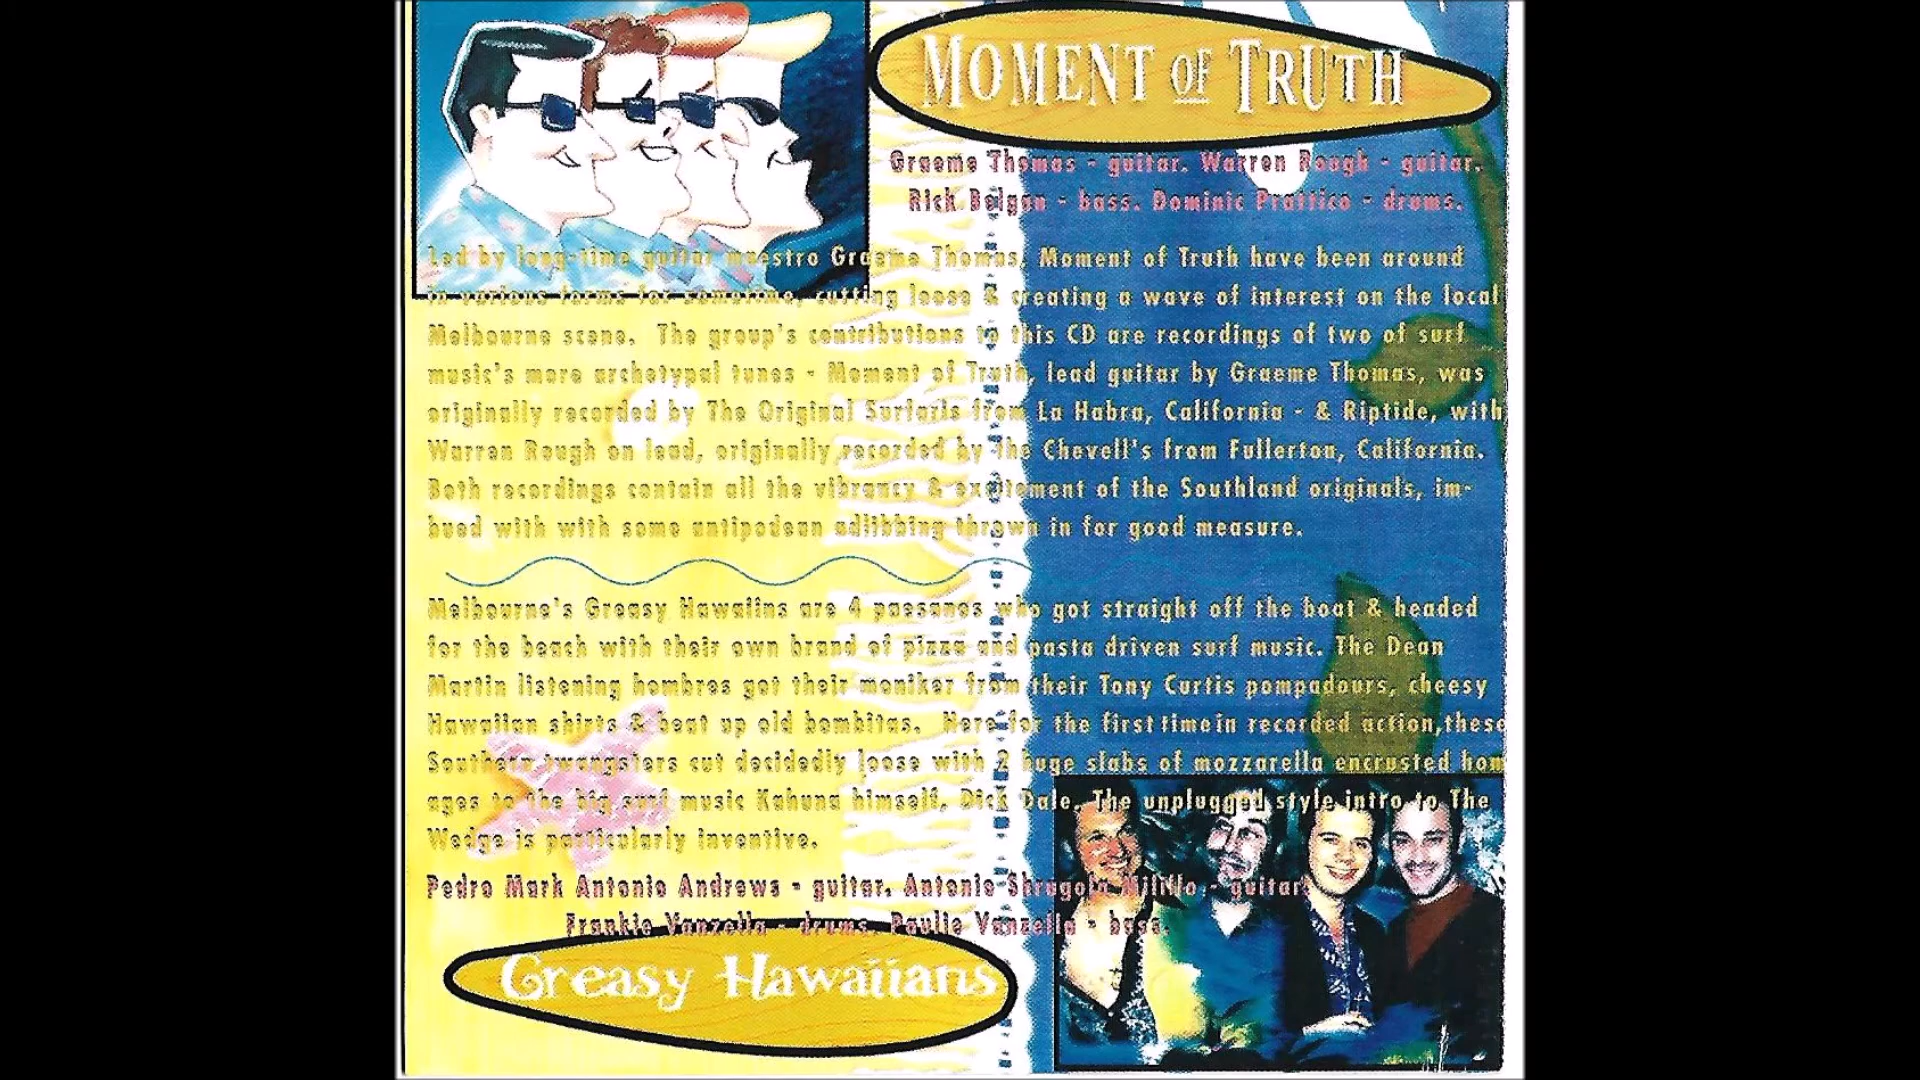 MOMENT OF TRUTH
Graeme Thomas - guitar. Warren Rough - guitar.
Rick Balgan - bass. Dominic Prattico - drums.
Led by long-time guitar maestro Graeme Thomas, Moment of Truth have been around
in various forms for sometime, cutting loose & creating a wave of interest on the local
Melbourne scene. The group's contributions to this CD are recordings of two of surf
music's more archetypal tunes - Moment of Truth, lead guitar by Graeme Thomas, was
originally recorded by The Original Surfaris from La Habra, California - & Riptide, with
Warren Rough on lead, originally recorded by the Chevell's from Fullerton, California.
Both recordings contain all the vibrancy & excitement of the Southland originals, im-
bued with with some antipodean adlibbing thrown in for good measure.
Melbourne's Greasy Hawaiins are 4 paesanos who got straight off the boat & headed
for the beach with their own brand of pizza and pasta driven surf music. The Dean
Martin listening hombres got their moniker from their Tony Curtis pompadours, cheesy
Hawaiian shirts & beat up old bombitas. Here for the first timein recorded action,these
Southern twangsters cut decidedly loose with 2 huge slabs of mozzarella encrusted hom
ages to the big surf music Kahuna himself, Dick Dale. The unplugged style intro to The
Wedge is particularly inventive.
Pedro Mark Antonio Andrews - guitar. Antonio Milillo - guitar.
Frankie Vanzella - drums. Paulie Vanzella - bass.
Greasy Hawaiians